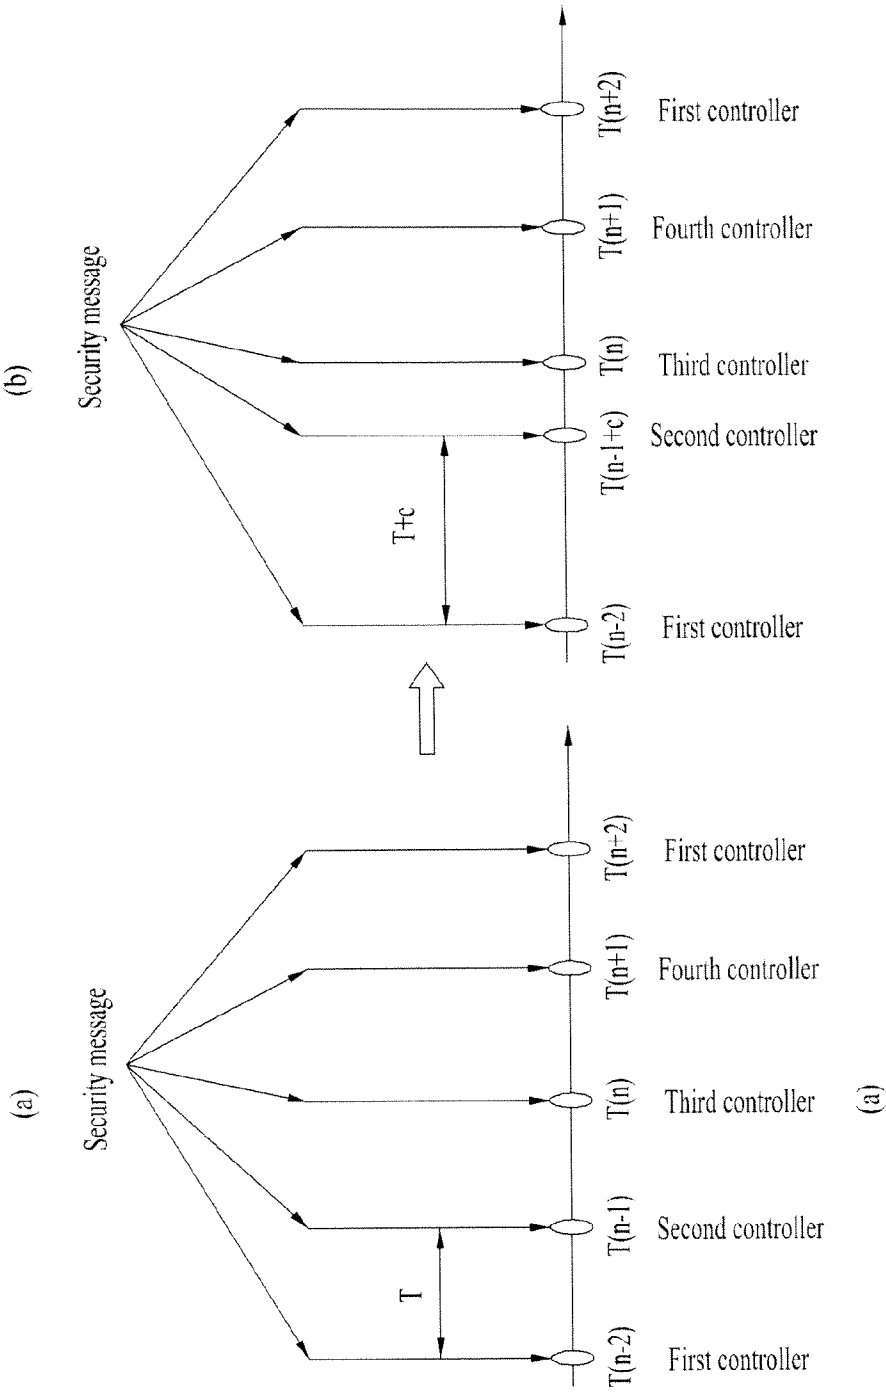 (b)
Security message
T+c
T(n-2)
T(n-1+c)
T(n)
T(n+1)
T(n+2)
First controller
Second controller
Third controller
Fourth controller
First controller
(a)
Security message
T
T(n-2)
T(n-1)
T(n)
T(n+1)
T(n+2)
First controller
Second controller
Third controller
Fourth controller
First controller
(a)